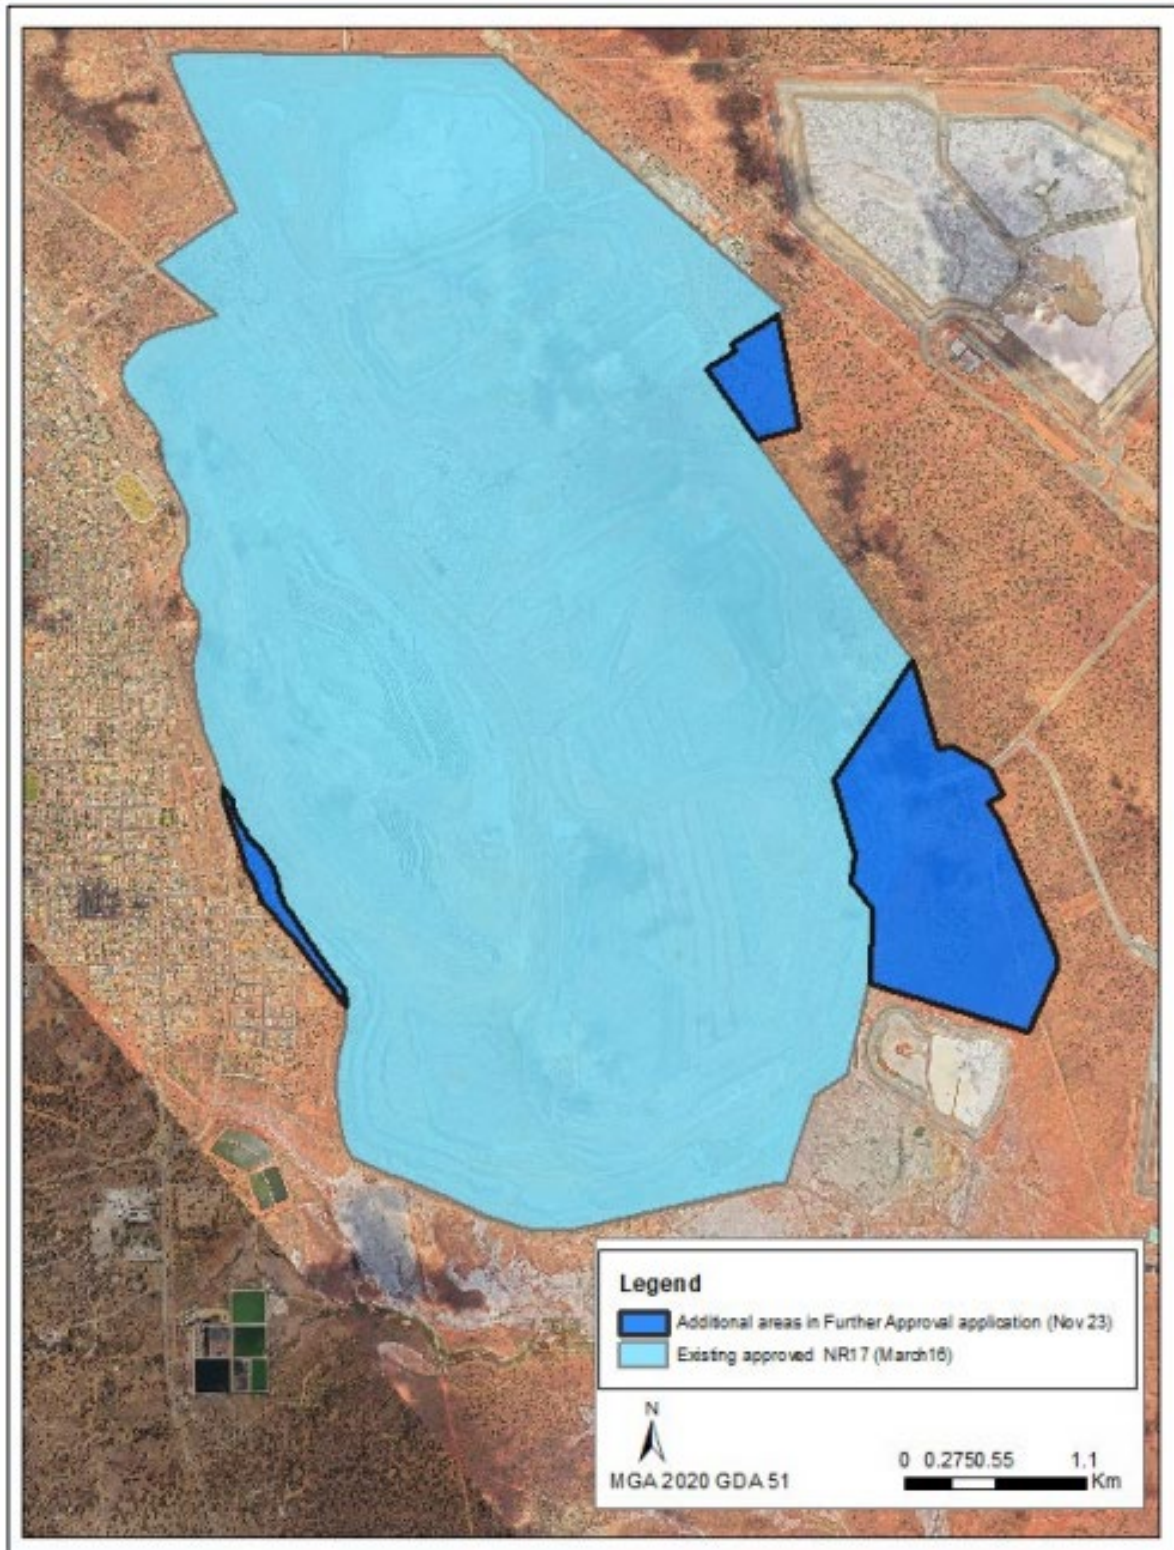 Legend
Additional areas in Further Approval application (Nov 23)
Existing approved NR17 (March16)
N
MGA 2020 GDA 51
0 0.2750.55 1.1
Km